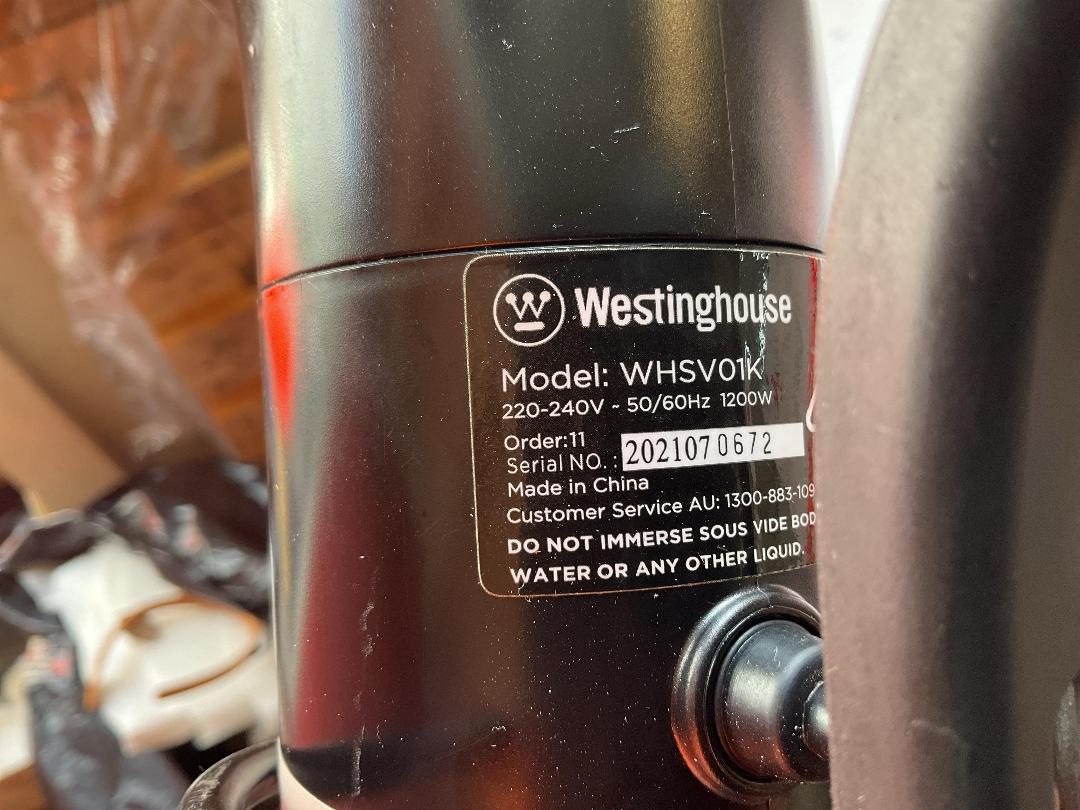 W Westinghouse
Model: WHSV01K
220-240V ~ 50/60Hz 1200W
Order:11
Serial NO. : 2021070672
Made in China
Customer Service AU: 1300-883-109
DO NOT IMMERSE SOUS VIDE BOD
WATER OR ANY OTHER LIQUID.